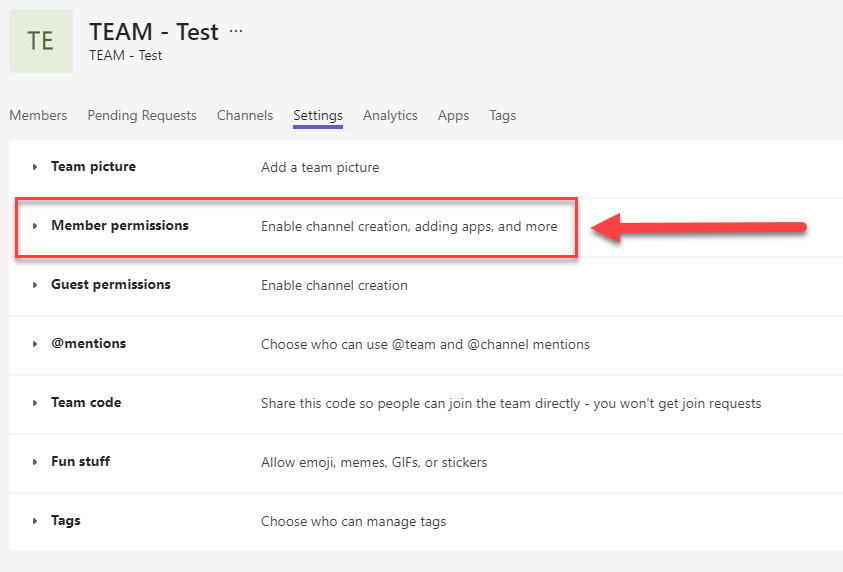 TE
TEAM - Test ...
TEAM - Test
Members Pending Requests Channels Settings Analytics Apps Tags
Team picture Add a team picture
Member permissions Enable channel creation, adding apps, and more
Guest permissions Enable channel creation
@mentions Choose who can use @team and @channel mentions
Team code Share this code so people can join the team directly - you won't get join requests
Fun stuff Allow emoji, memes, GIFs, or stickers
Tags Choose who can manage tags